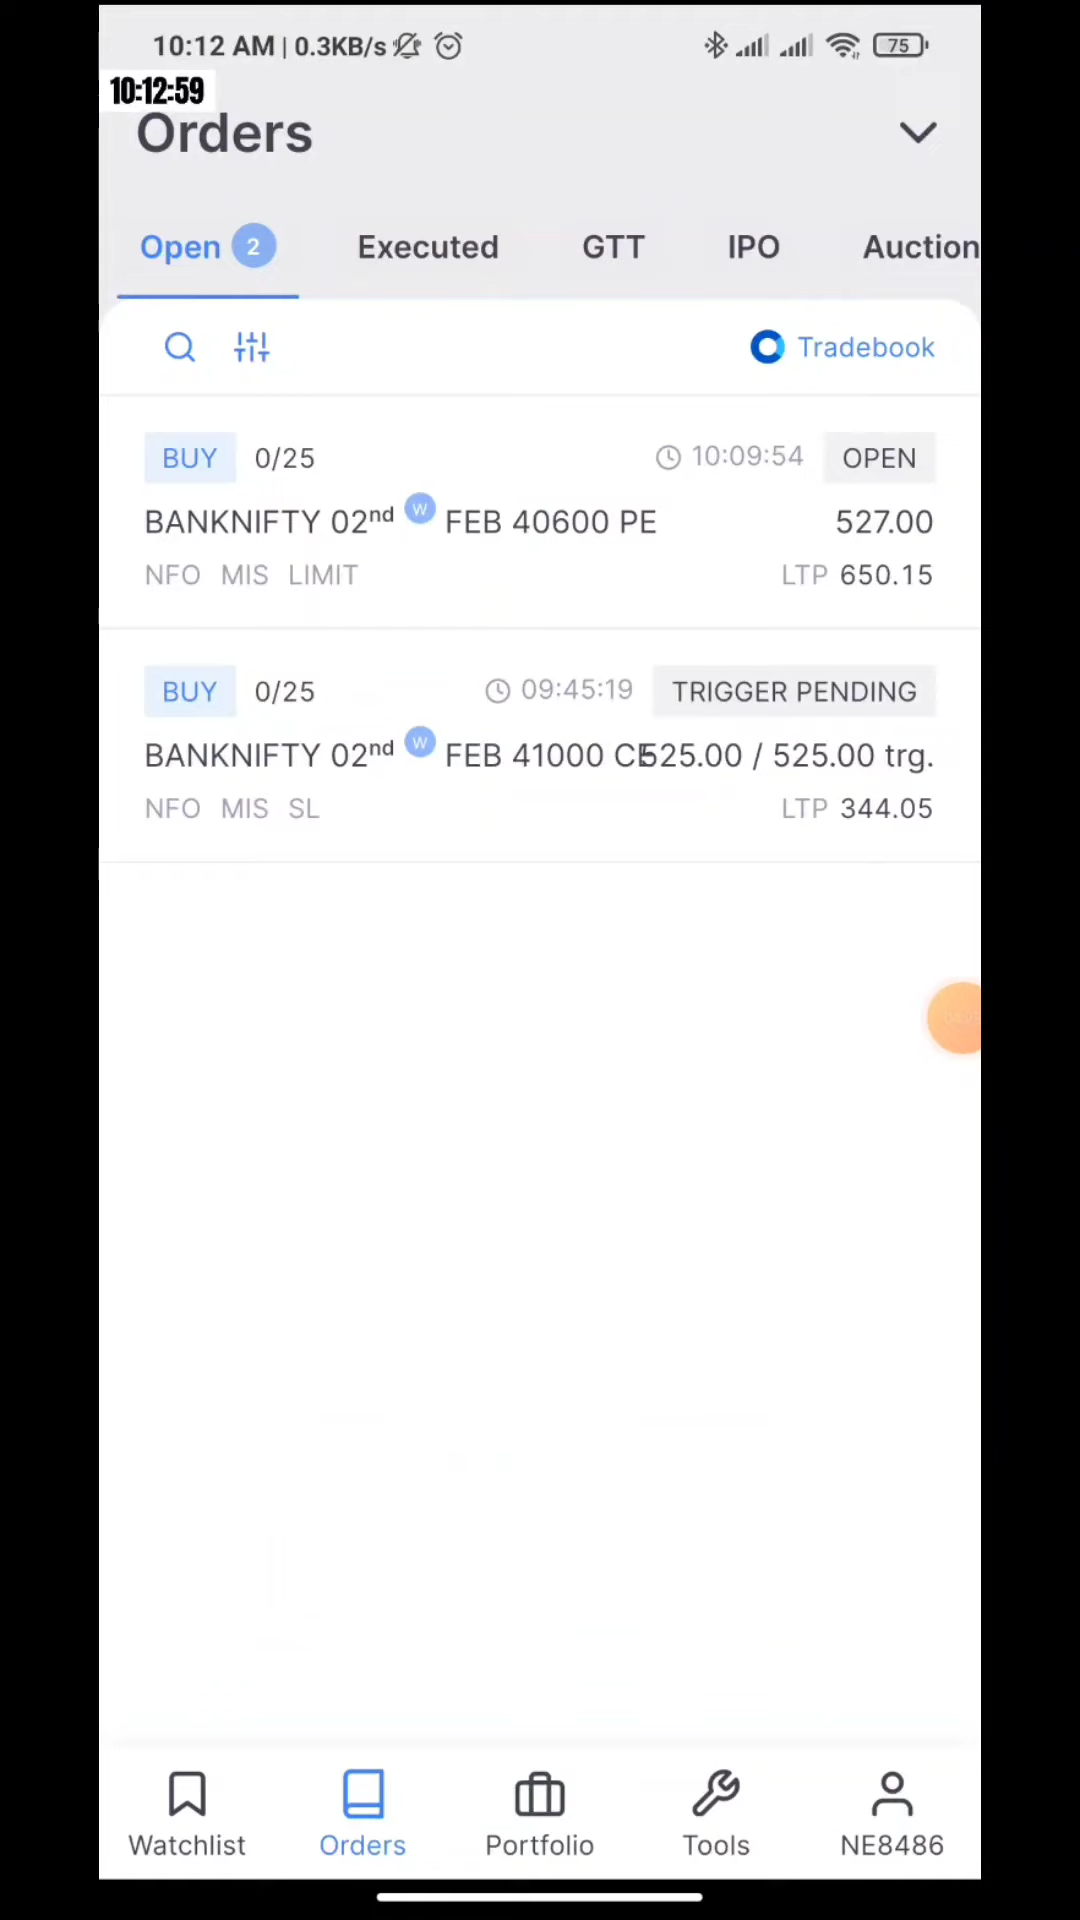 10:12 AM | 0.3KB/s
75
10:12:59
Orders
Open 2 Executed GTT IPO Auction
Tradebook
BUY 0/25 10:09:54 OPEN
BANKNIFTY 02nd W FEB 40600 PE 527.00
NFO MIS LIMIT LTP 650.15
BUY 0/25 09:45:19 TRIGGER PENDING
BANKNIFTY 02nd W FEB 41000 CE 525.00 / 525.00 trg.
NFO MIS SL LTP 344.05
Watchlist Orders Portfolio Tools NE8486